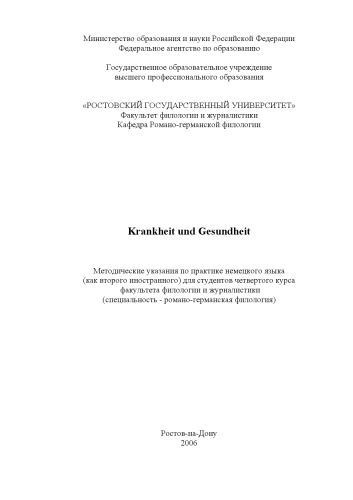 Министерство образования и науки Российской Федерации
Федеральное агентство по образованию
Государственное образовательное учреждение
высшего профессионального образования
«РОСТОВСКИЙ ГОСУДАРСТВЕННЫЙ УНИВЕРСИТЕТ»
Факультет филологии и журналистики
Кафедра Романо-германской филологии
Krankheit und Gesundheit
Методические указания по практике немецкого языка
(как второго иностранного) для студентов четвертого курса
факультета филологии и журналистики
(специальность - романо-германская филология)
Ростов-на-Дону
2006